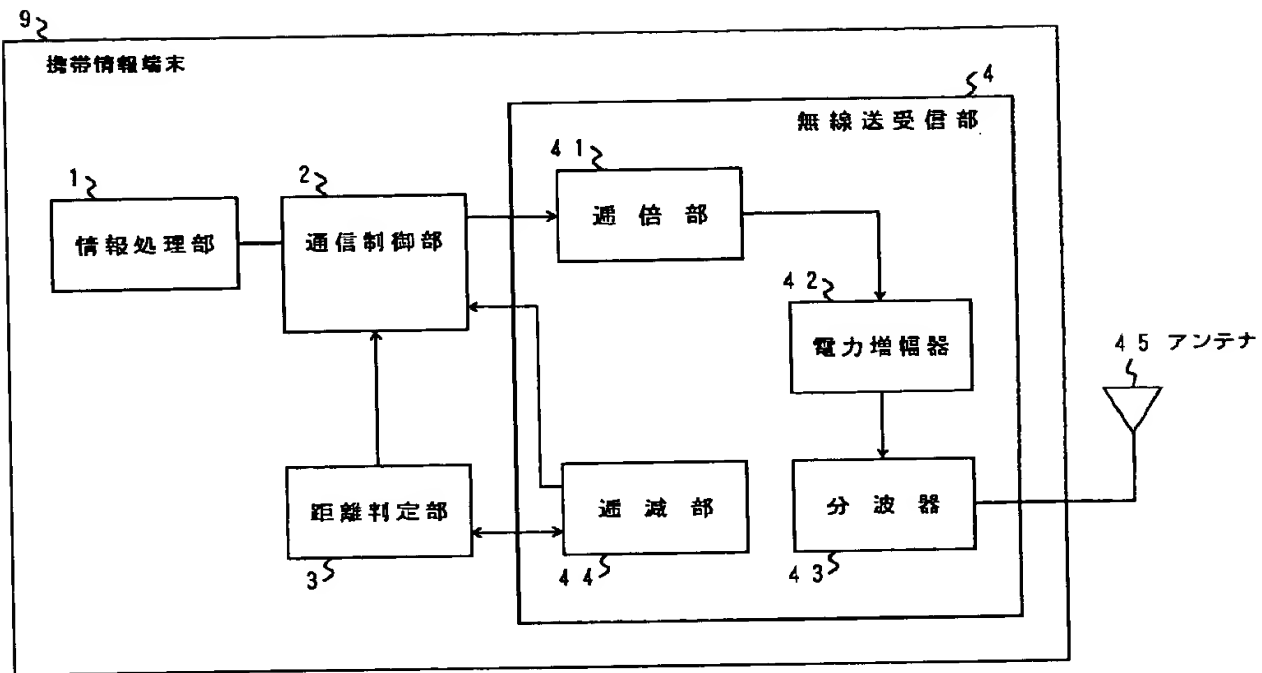 9
携帯情報端末
4
無線送受信部
41
1
2
逓倍部
情報処理部
通信制御部
42
電力増幅器
45 アンテナ
距離判定部
逓減部
分波器
3
44
43